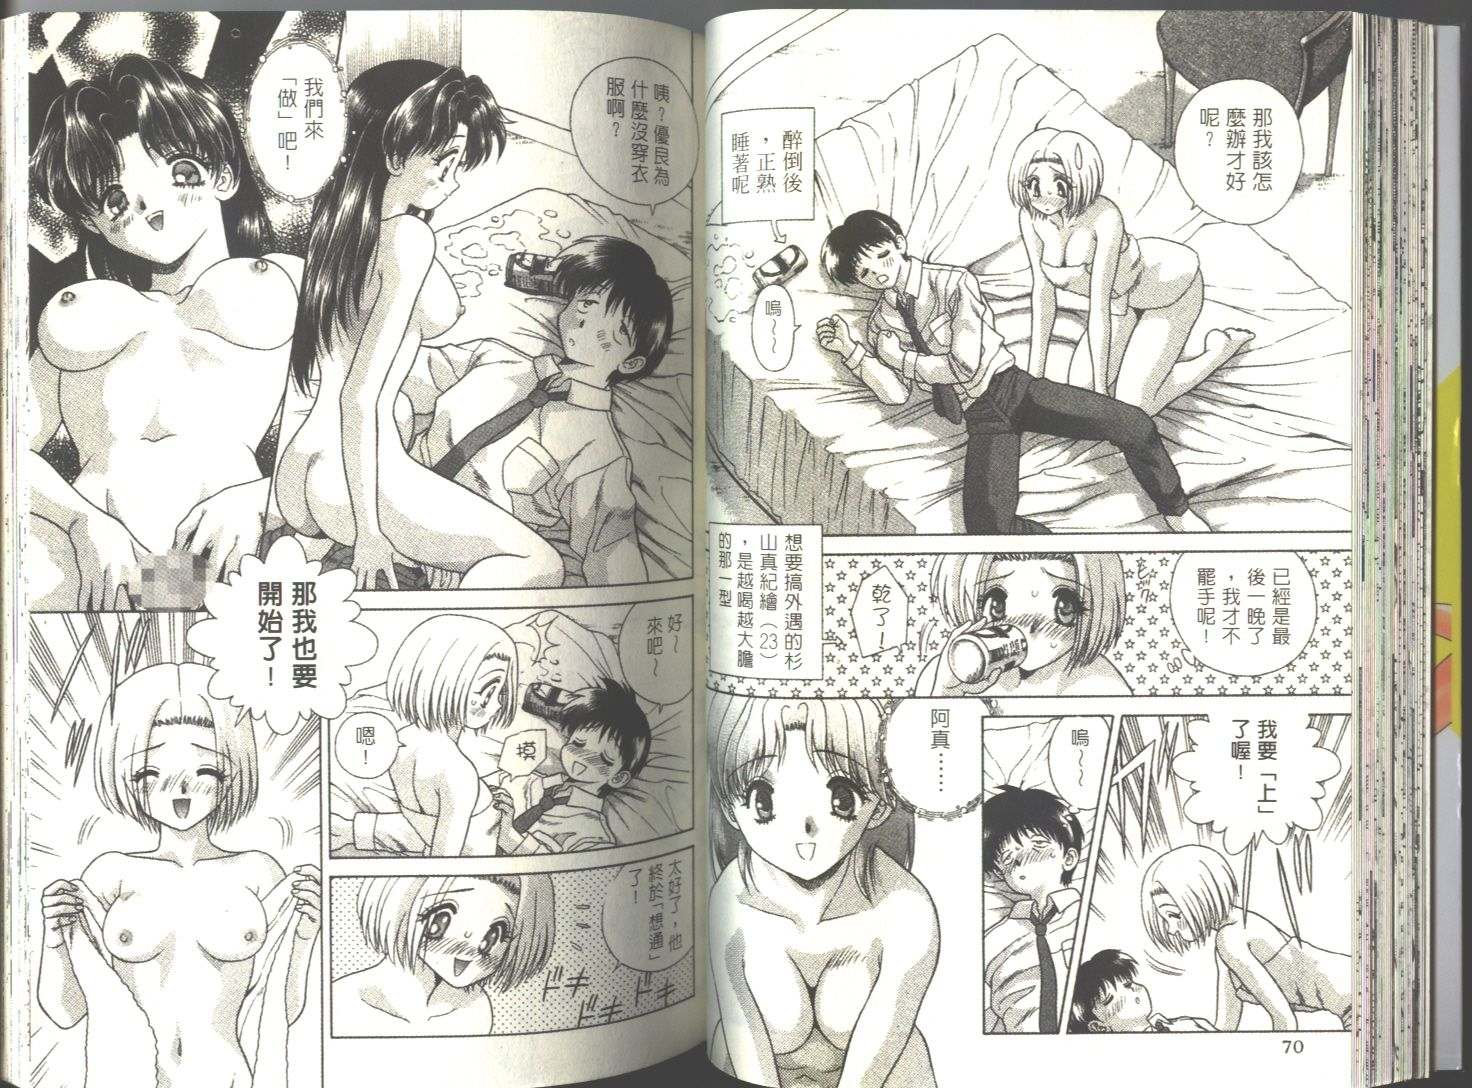 那我該怎
麼辦才好
呢?
醉倒後
，正熟
睡著呢
嗚~
已經是最
後一晚了
，我才不
罷手呢!
乾了!
想要搞外遇的杉
山真紀繪（23）
，是越喝越大膽
的那一型
我要「上」
了喔!
嗚~~
阿真……
70
咦?優良為
什麼沒穿衣
服啊?
我們來
「做」吧!
好~
來吧~
摸
嗯!
太好了，他
終於「想通」
了!
ドキ
ドキ
ドキ
那我也要
開始了!